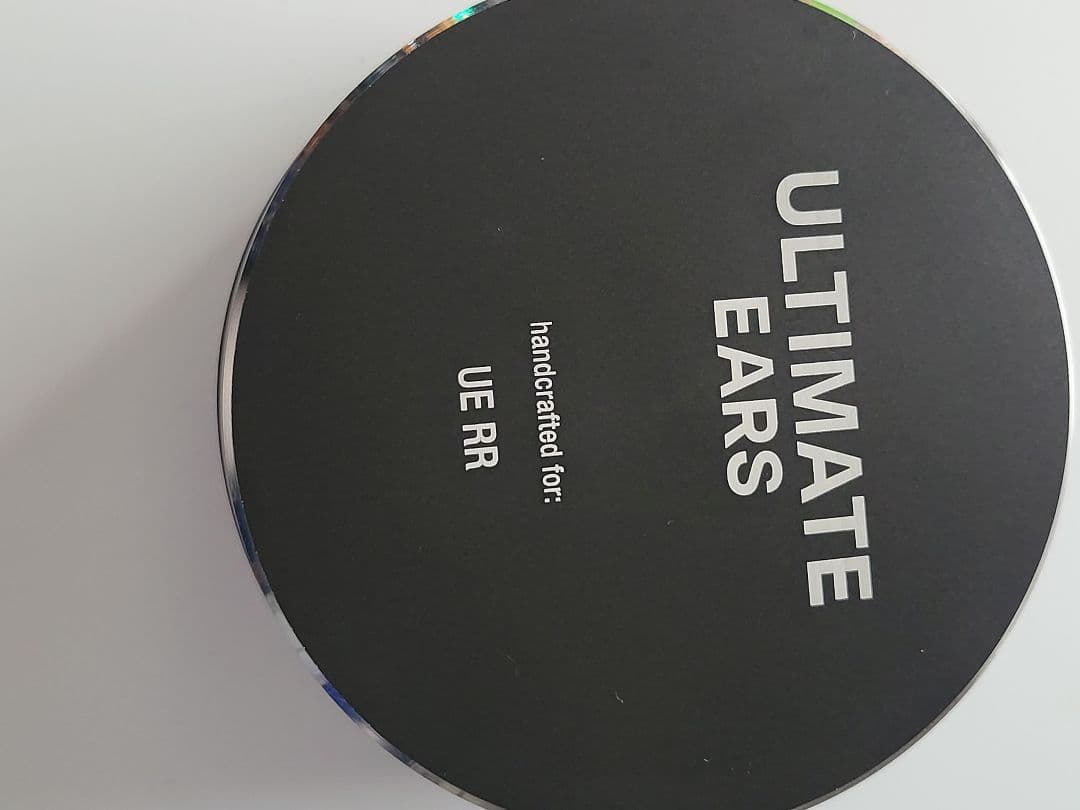 ULTIMATE
EARS
handcrafted for:
UE RR